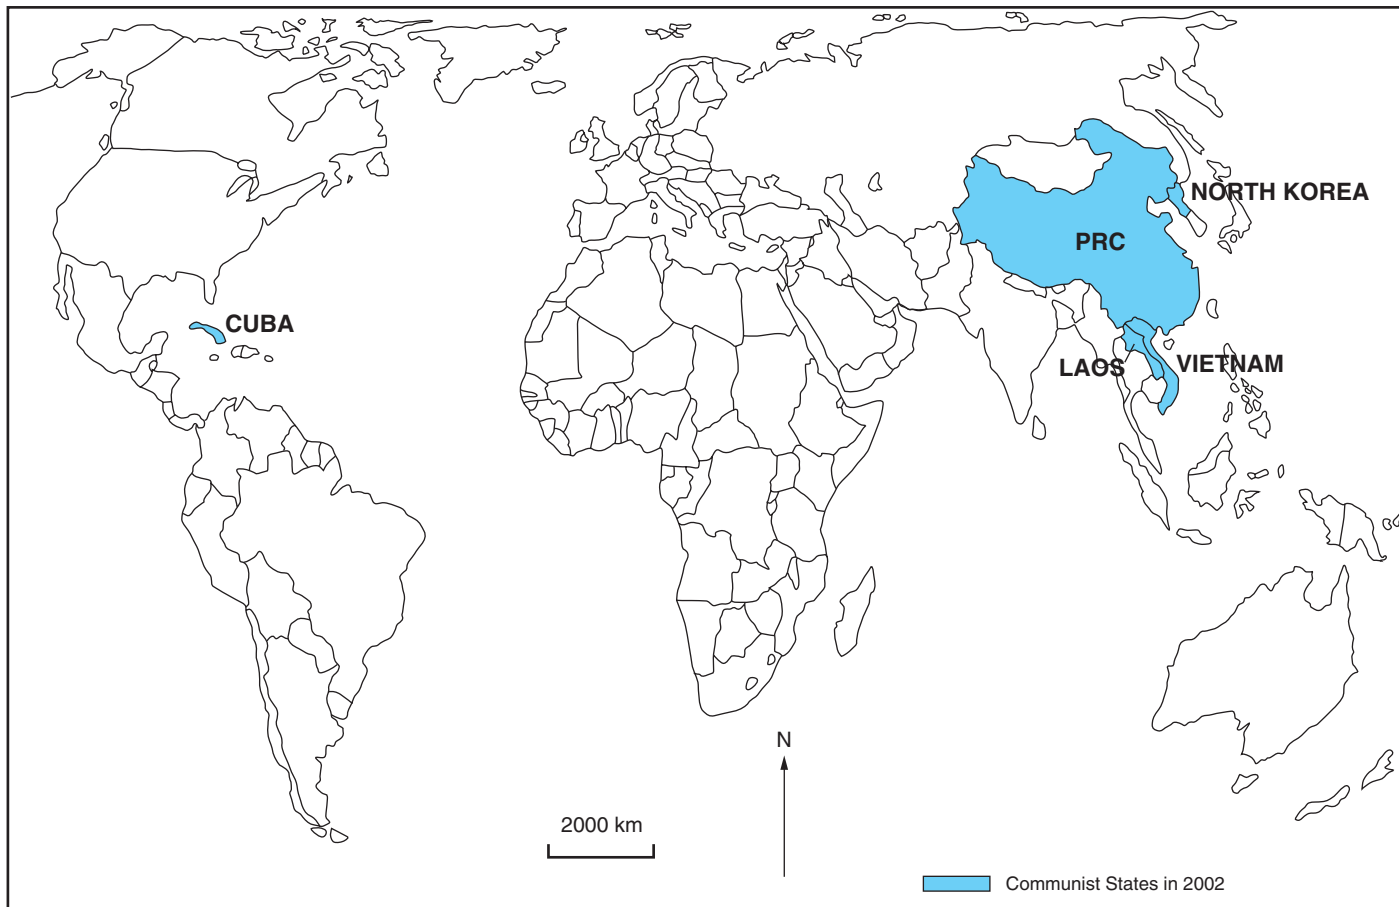 NORTH KOREA
PRC
CUBA
LAOS
VIETNAM
N
2000 km
Communist States in 2002